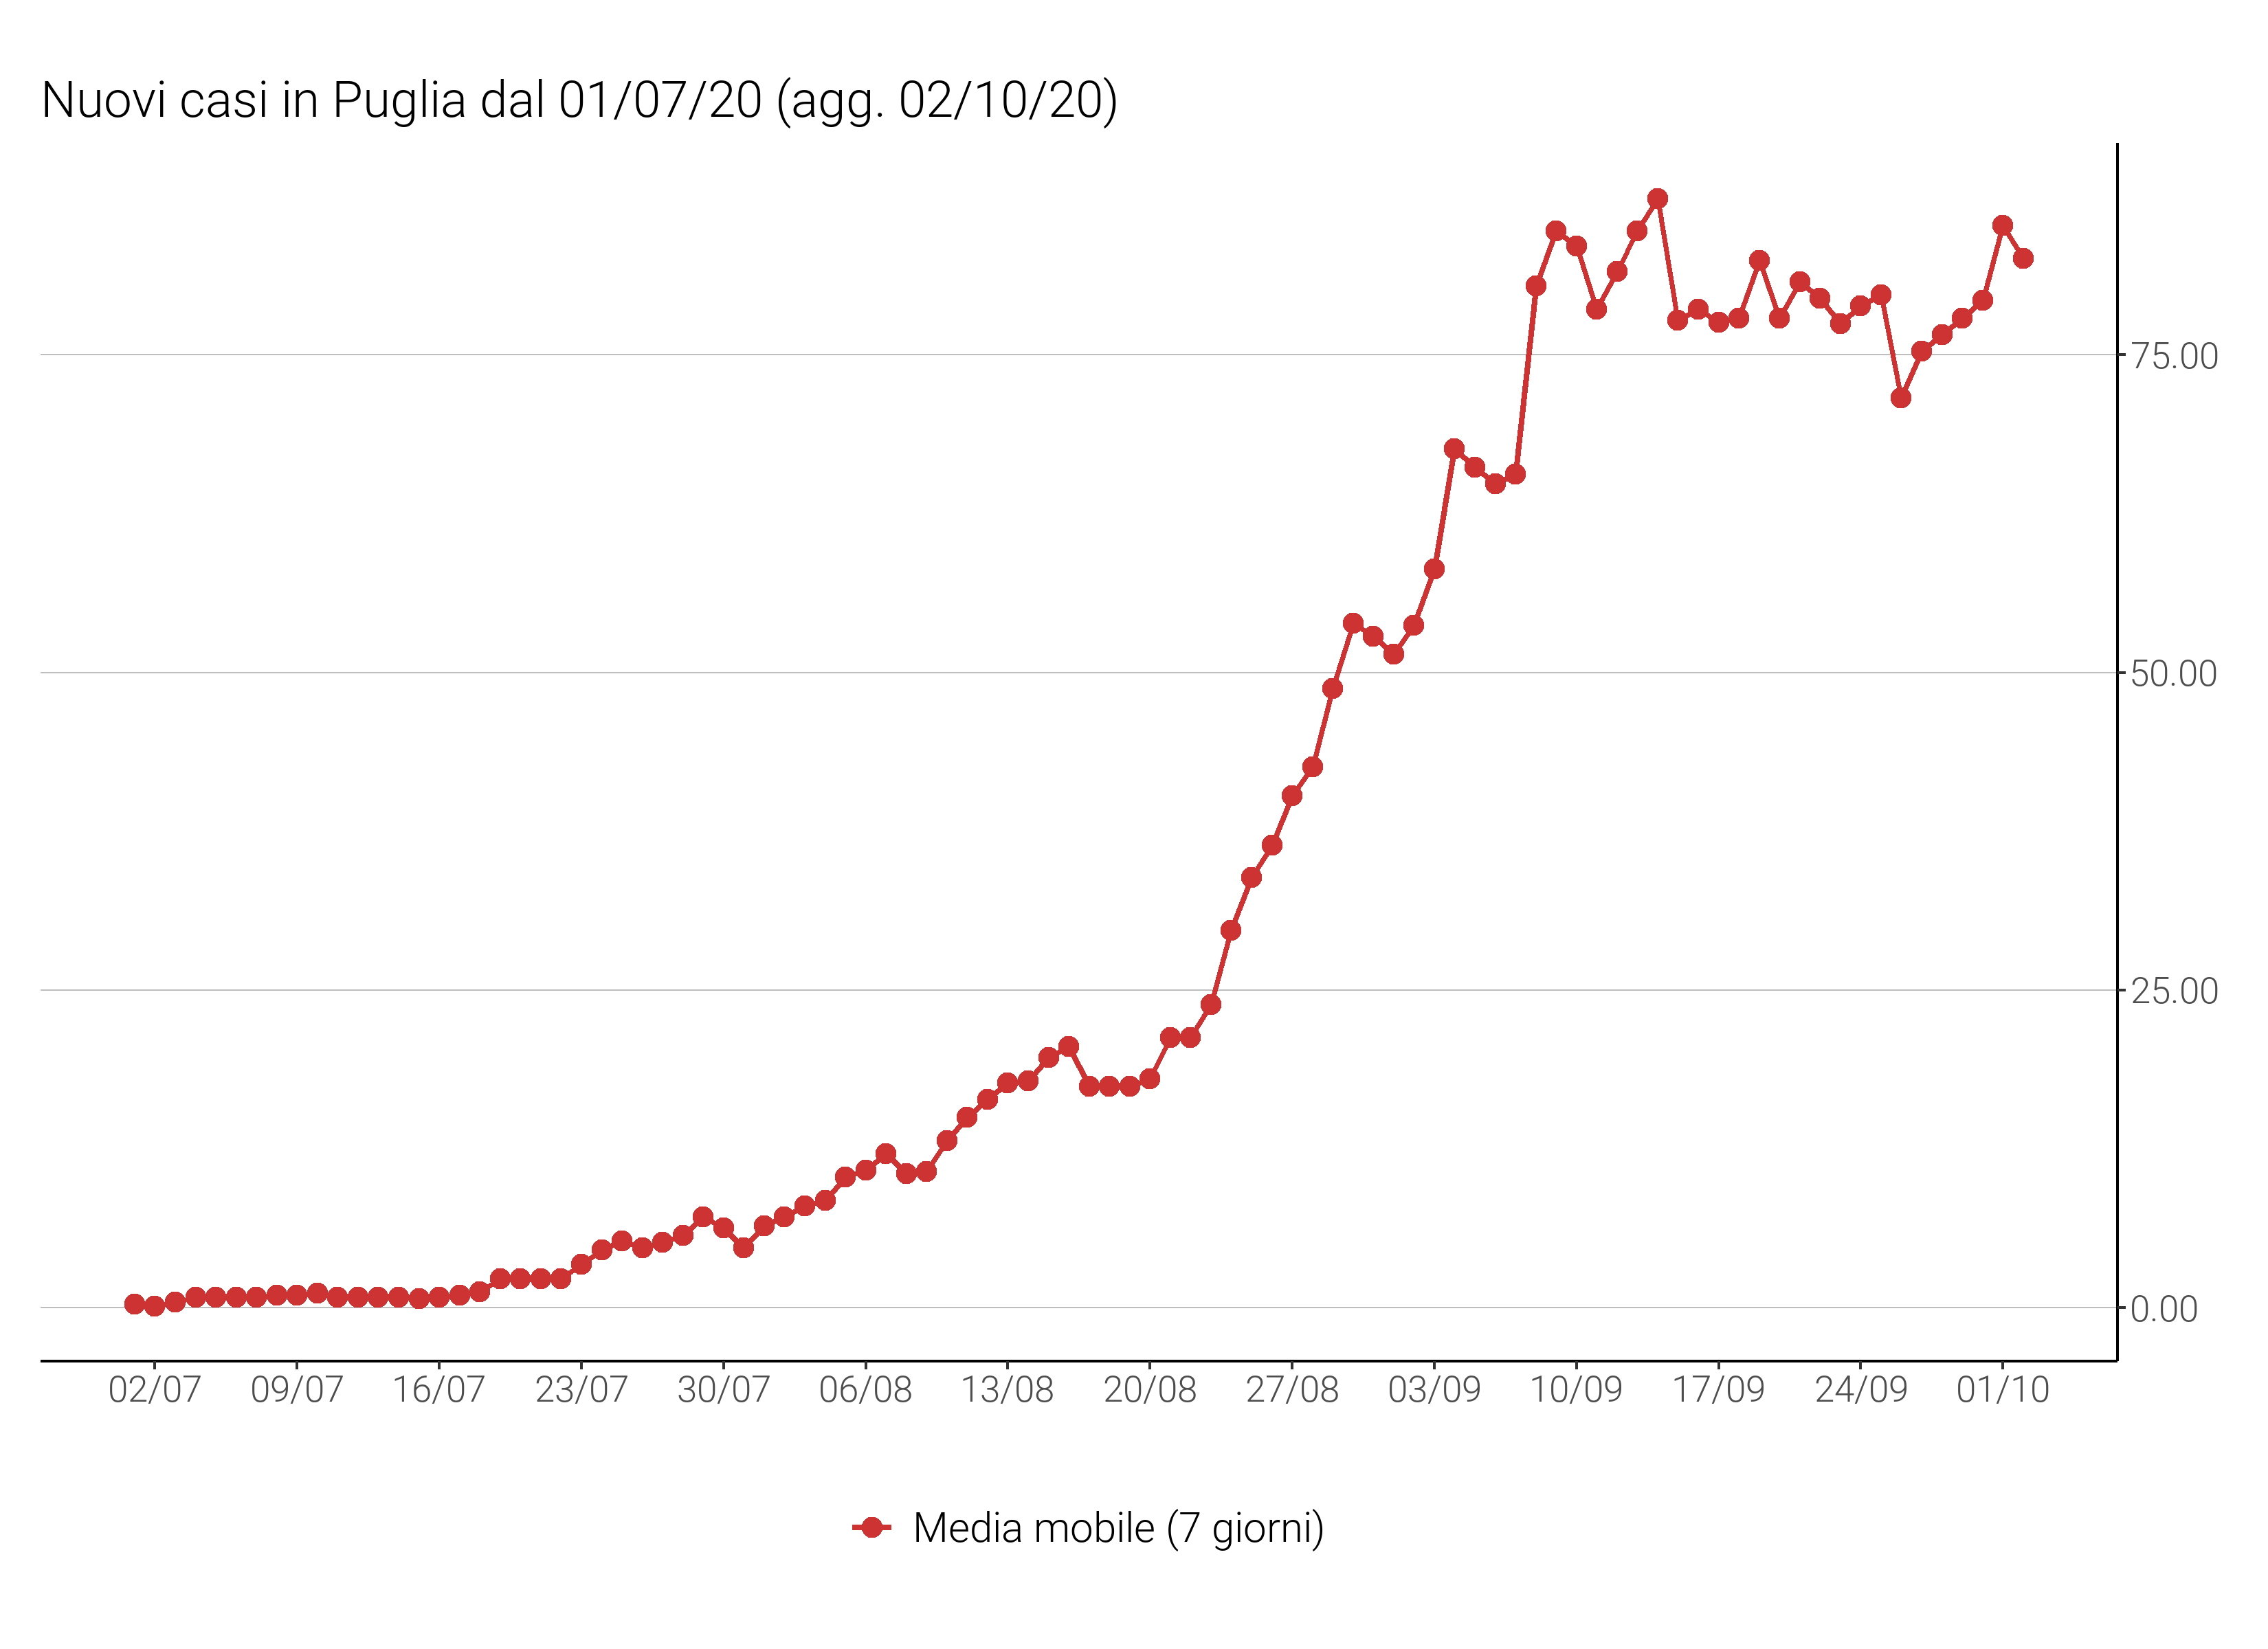 Nuovi casi in Puglia dal 01/07/20 (agg. 02/10/20)
75.00
50.00
25.00
0.00
02/07 09/07 16/07 23/07 30/07 06/08 13/08 20/08 27/08 03/09 10/09 17/09 24/09 01/10
Media mobile (7 giorni)